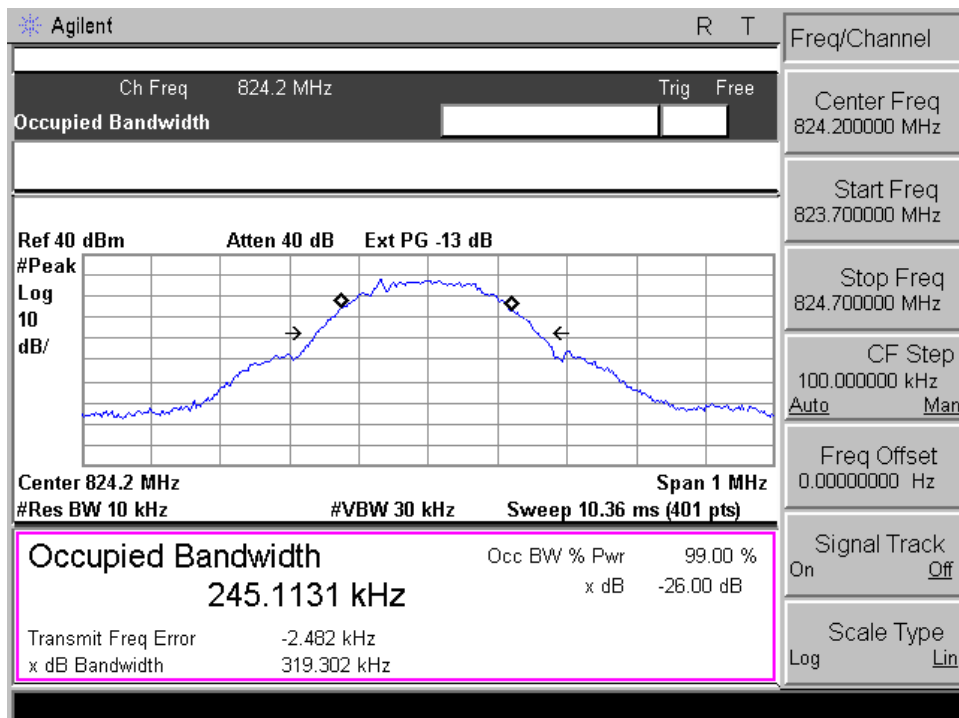 Agilent R T
Ch Freq 824.2 MHz Trig Free
Occupied Bandwidth
Ref 40 dBm Atten 40 dB Ext PG -13 dB
#Peak
Log
10
dB/
Center 824.2 MHz Span 1 MHz
#Res BW 10 kHz #VBW 30 kHz Sweep 10.36 ms (401 pts)
Occupied Bandwidth
245.1131 kHz
Occ BW % Pwr 99.00 %
x dB -26.00 dB
Transmit Freq Error -2.482 kHz
x dB Bandwidth 319.302 kHz
Freq/Channel
Center Freq
824.200000 MHz
Start Freq
823.700000 MHz
Stop Freq
824.700000 MHz
CF Step
100.000000 kHz
Auto Man
Freq Offset
0.00000000 Hz
Signal Track
On Off
Scale Type
Log Lin